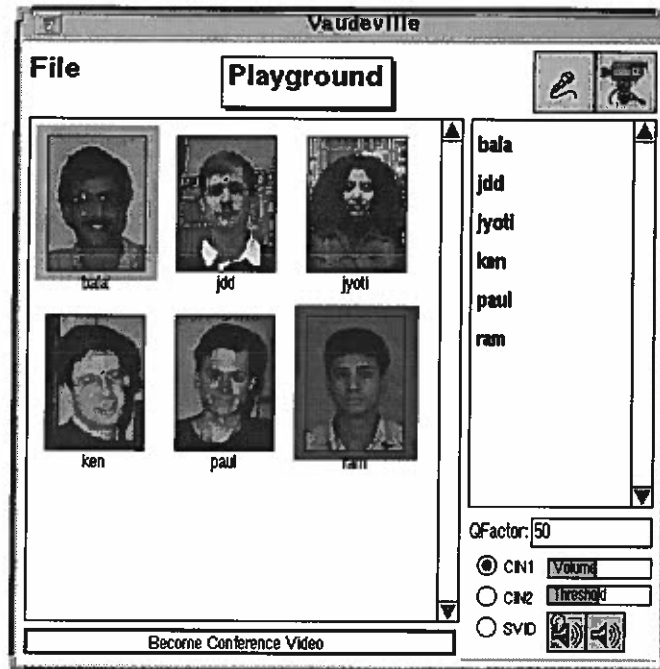 Vaudeville
File
Playground
bala
jdd
jyoti
ken
paul
ram
bala
jdd
jyoti
ken
paul
ram
QFactor: 50
CIN1
Volume
CIN2
Threshold
SVID
Become Conference Video